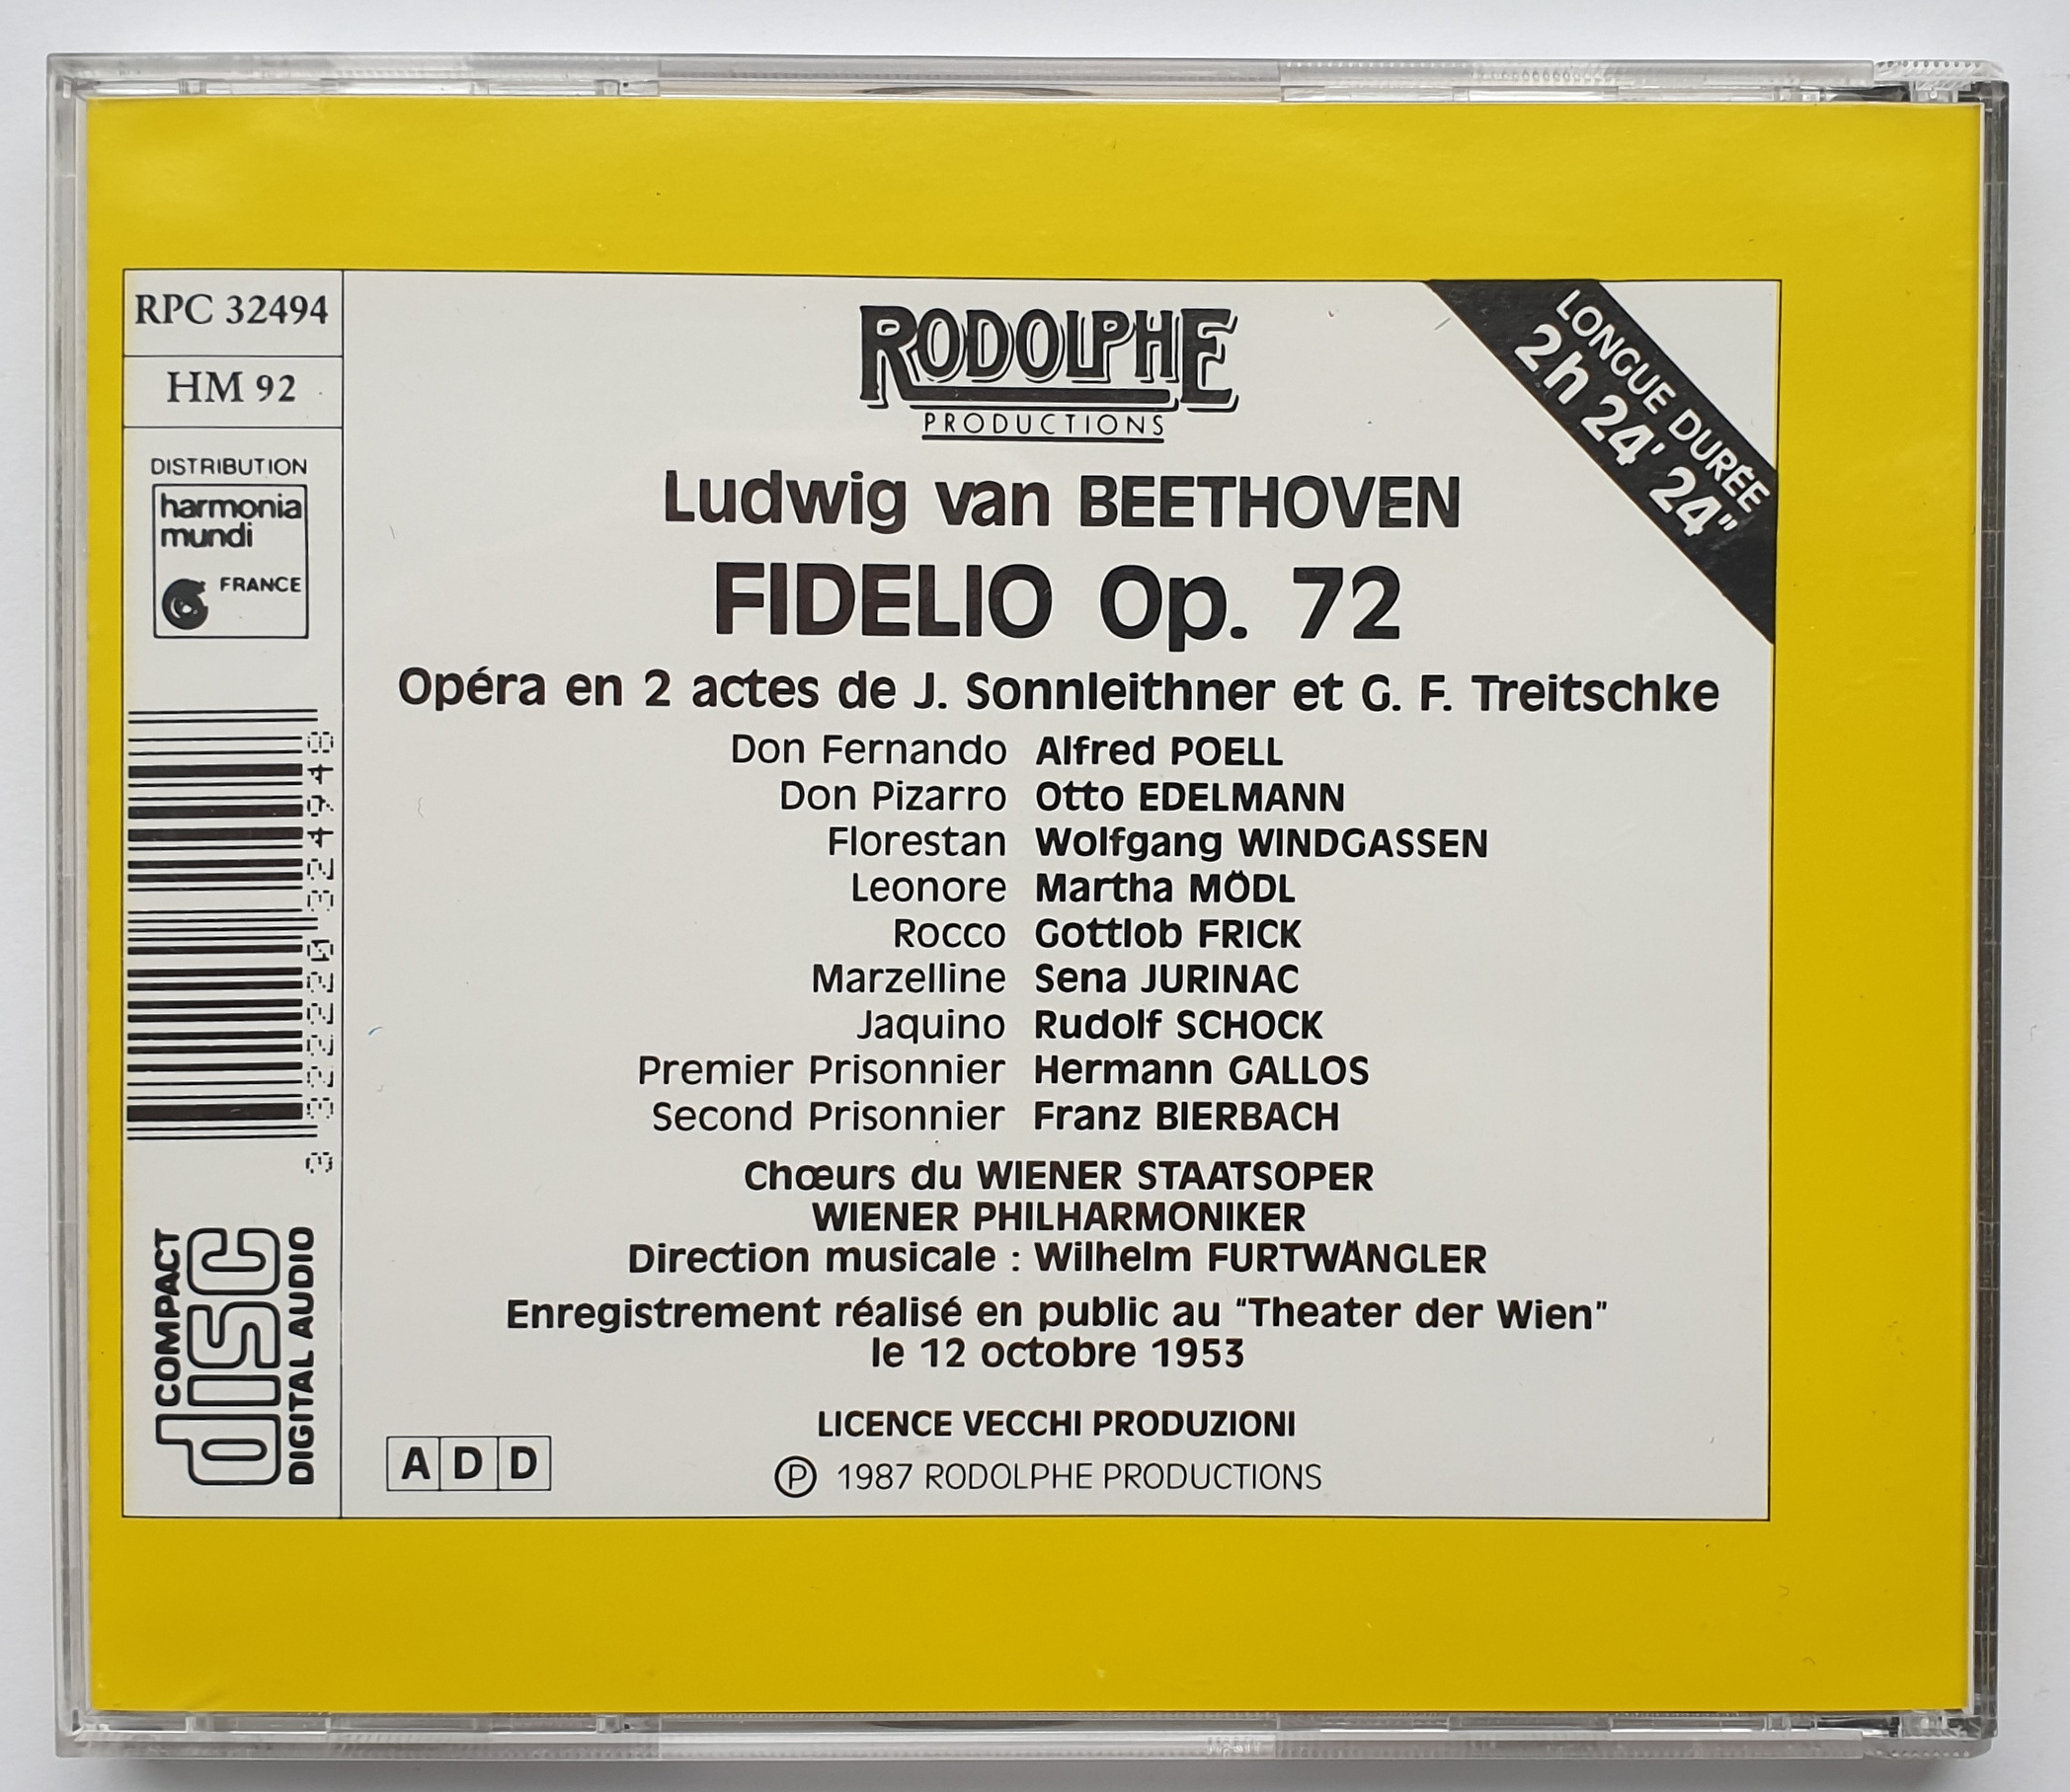 RPC 32494
HM 92
DISTRIBUTION
harmonia
mundi
FRANCE
3 322220 324948
COMPACT
disc
DIGITAL AUDIO
RODOLPHE
PRODUCTIONS
LONGUE DURÉE
2h 24' 24"
Ludwig van BEETHOVEN
FIDELIO Op. 72
Opéra en 2 actes de J. Sonnleithner et G. F. Treitschke
Don Fernando Alfred POELL
Don Pizarro Otto EDELMANN
Florestan Wolfgang WINDGASSEN
Leonore Martha MÖDL
Rocco Gottlob FRICK
Marzelline Sena JURINAC
Jaquino Rudolf SCHOCK
Premier Prisonnier Hermann GALLOS
Second Prisonnier Franz BIERBACH
Chœurs du WIENER STAATSOPER
WIENER PHILHARMONIKER
Direction musicale : Wilhelm FURTWÄNGLER
Enregistrement réalisé en public au "Theater der Wien"
le 12 octobre 1953
LICENCE VECCHI PRODUZIONI
A D D
Ⓟ 1987 RODOLPHE PRODUCTIONS